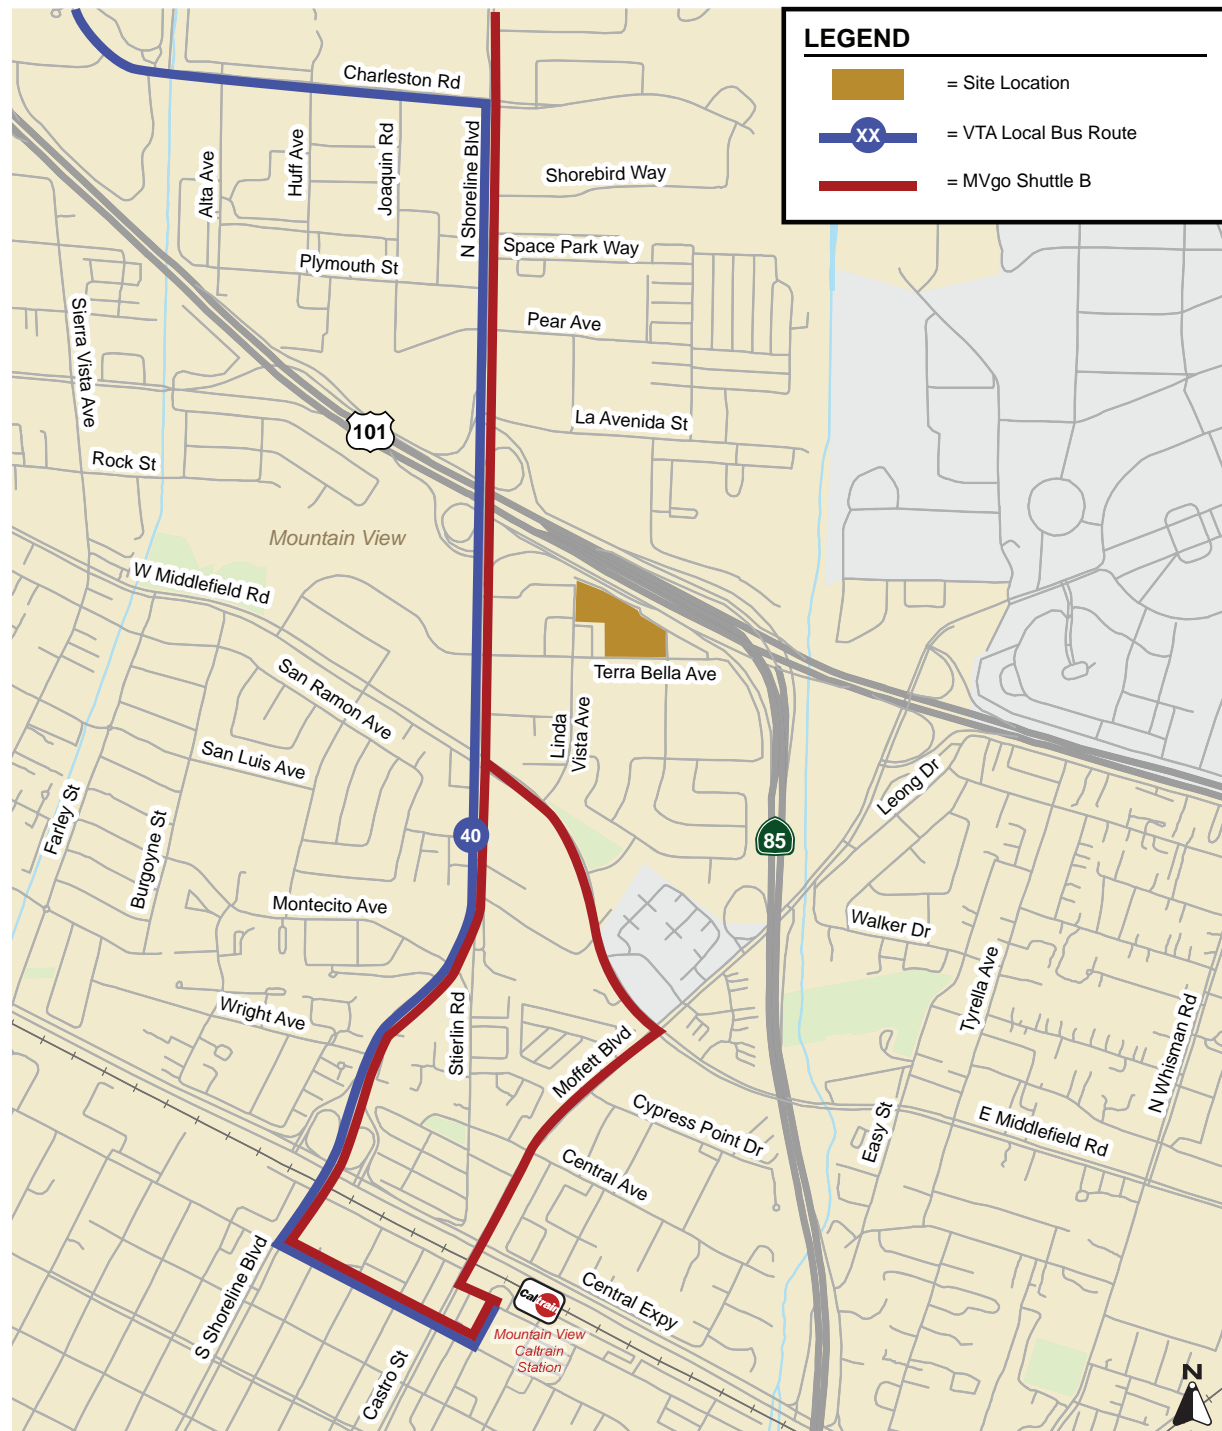 LEGEND
= Site Location
XX
= VTA Local Bus Route
= MVgo Shuttle B
Charleston Rd
Alta Ave
Huff Ave
Joaquin Rd
N Shoreline Blvd
Shorebird Way
Space Park Way
Plymouth St
Pear Ave
Sierra Vista Ave
La Avenida St
101
Rock St
Mountain View
W Middlefield Rd
Terra Bella Ave
San Ramon Ave
Linda
Vista Ave
San Luis Ave
Leong Dr
Farley St
Burgoyne St
40
85
Montecito Ave
Walker Dr
Tyrella Ave
Wright Ave
Stierlin Rd
Moffett Blvd
N Whisman Rd
Cypress Point Dr
Easy St
E Middlefield Rd
Central Ave
S Shoreline Blvd
Central Expy
Caltrain
Mountain View
Caltrain
Station
Castro St
N